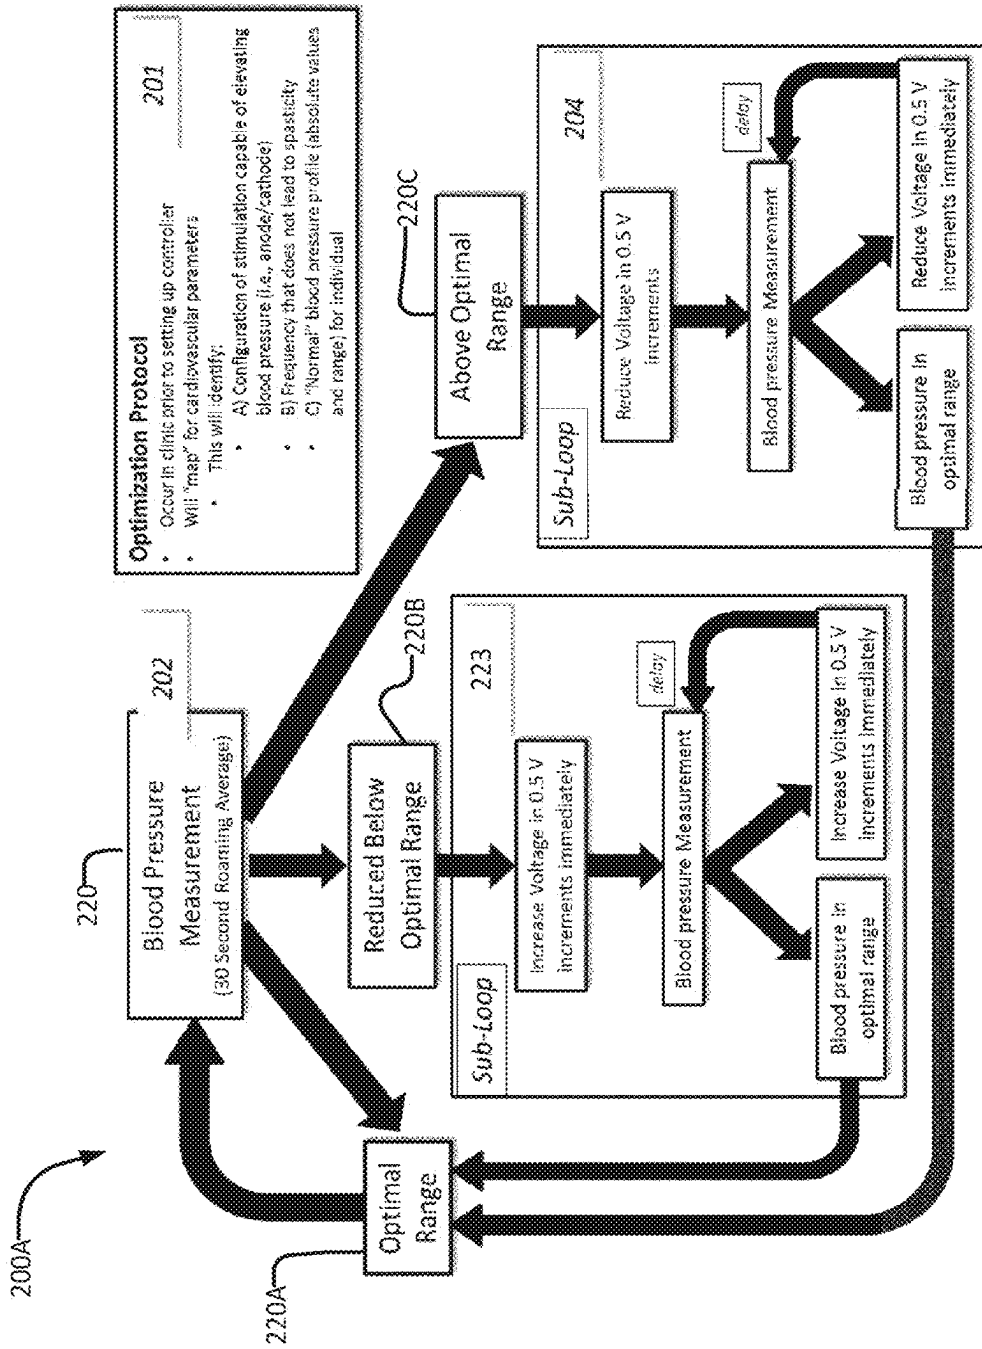 200A
220
Blood Pressure
Measurement
(30 Second Roaming Average)
202
Optimization Protocol
201
• Occur in clinic prior to setting up controller
• Will "map" for cardiovascular parameters
• This will identify:
• A) Configuration of stimulation capable of elevating
blood pressure (i.e., anode/cathode)
• B) Frequency that does not lead to spasticity
• C) "Normal" blood pressure profile (absolute values
and range) for individual
220A
Optimal
Range
Reduced Below
Optimal Range
220B
Above Optimal
Range
220C
Sub-Loop
223
Increase Voltage in 0.5 V
increments immediately
Blood pressure Measurement
delay
Blood pressure in
optimal range
Increase Voltage in 0.5 V
increments immediately
Sub-Loop
204
Reduce Voltage in 0.5 V
increments
Blood pressure Measurement
delay
Blood pressure in
optimal range
Reduce Voltage in 0.5 V
increments immediately